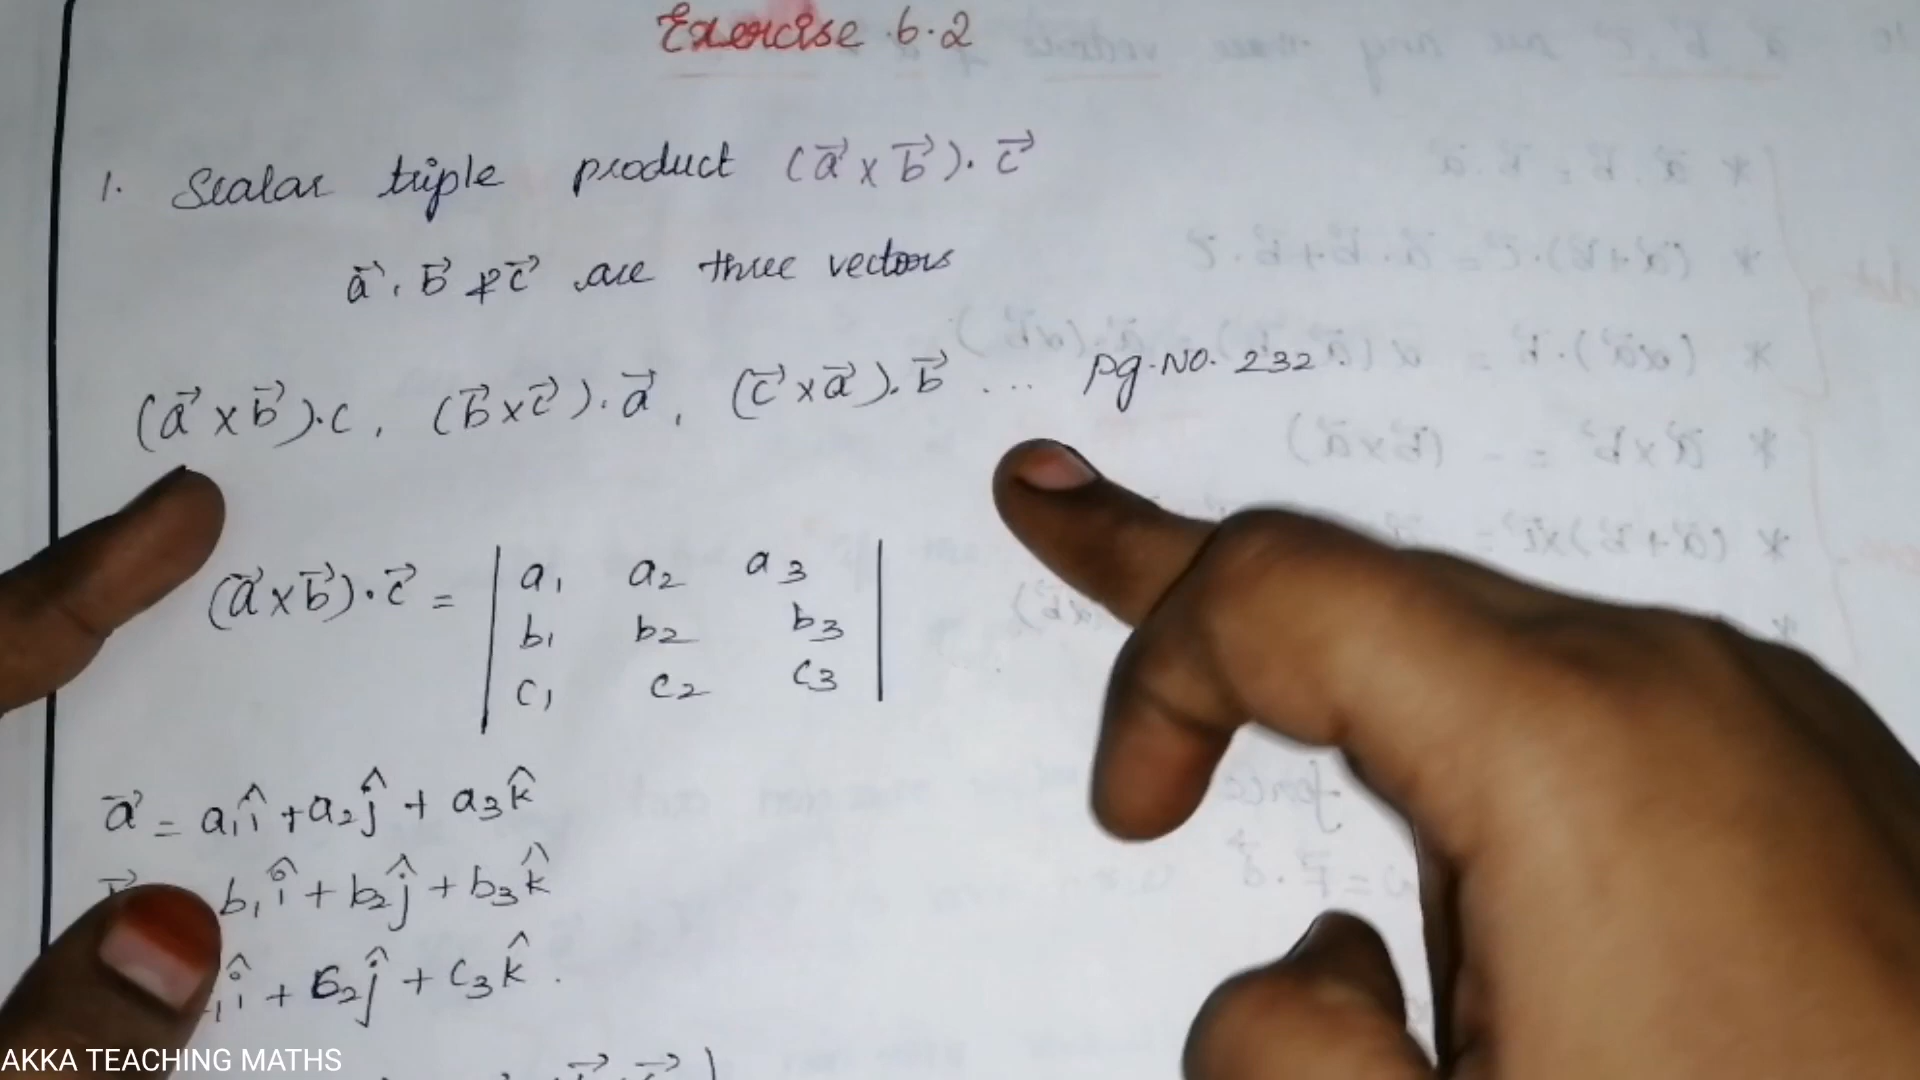 Exercise 6.2
1. Scalar triple product (a⃗ × b⃗). c⃗
a⃗, b⃗ & c⃗ are three vectors
(a⃗ × b⃗).c, (b⃗ × c⃗). a⃗, (c⃗ × a⃗). b⃗ ... pg.No. 232
(a⃗ × b⃗). c⃗ = | a₁ a₂ a₃ |
| b₁ b₂ b₃ |
| c₁ c₂ c₃ |
a⃗ = a₁î + a₂ĵ + a₃k̂
b₁î + b₂ĵ + b₃k̂
î + c₂ĵ + c₃k̂.
AKKA TEACHING MATHS